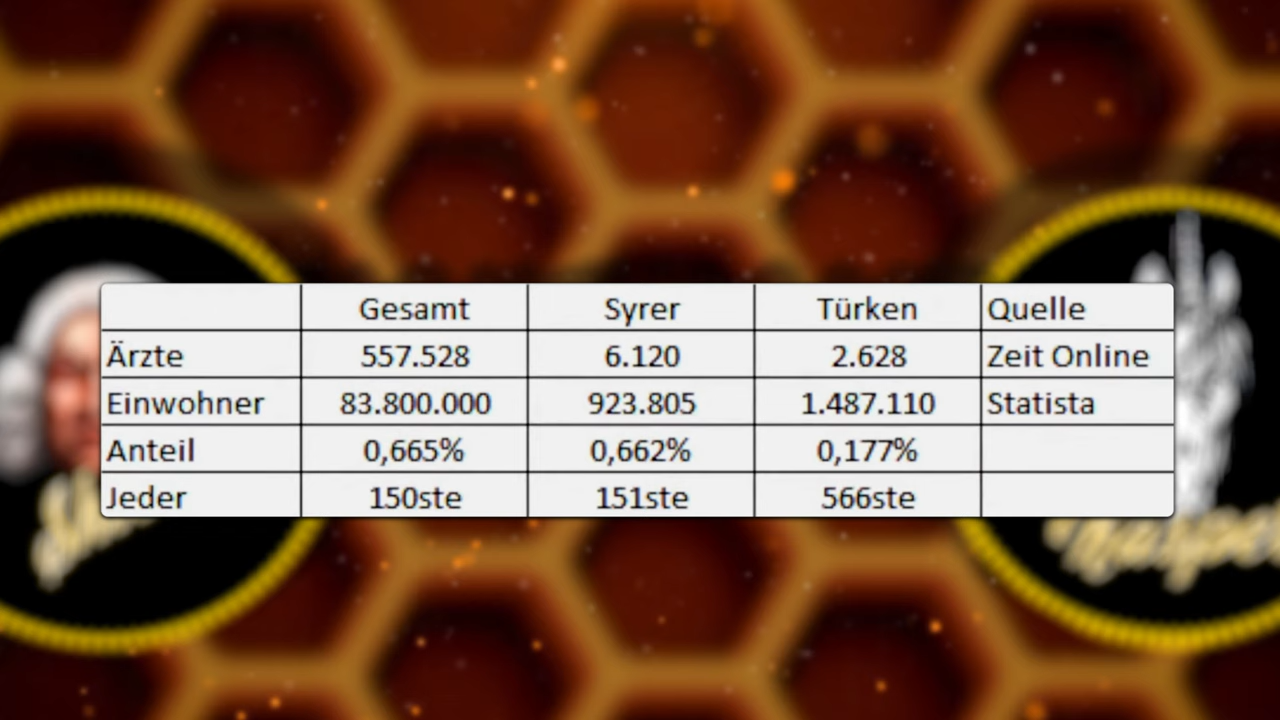 Gesamt Syrer Türken Quelle
Ärzte 557.528 6.120 2.628 Zeit Online
Einwohner 83.800.000 923.805 1.487.110 Statista
Anteil 0,665% 0,662% 0,177%
Jeder 150ste 151ste 566ste